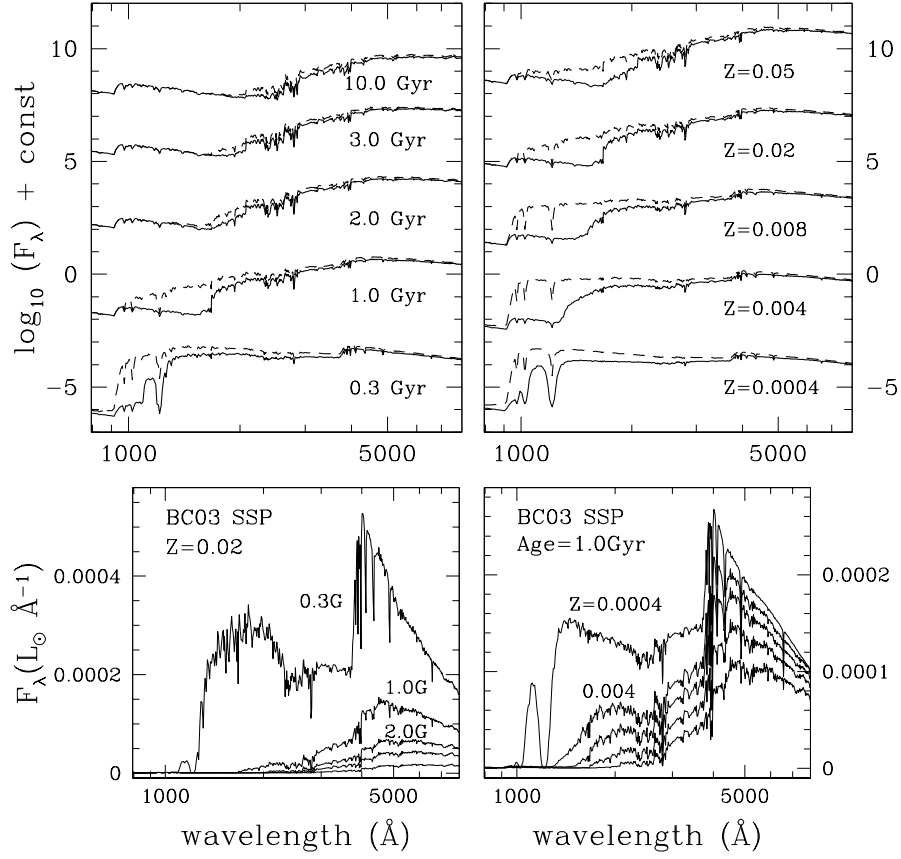 log₁₀ (F_λ) + const
10
5
0
−5
10.0 Gyr
3.0 Gyr
2.0 Gyr
1.0 Gyr
0.3 Gyr
1000
5000
Z=0.05
Z=0.02
Z=0.008
Z=0.004
Z=0.0004
10
5
0
−5
1000
5000
F_λ(L_⊙ Å⁻¹)
0.0004
0.0002
0
BC03 SSP
Z=0.02
0.3G
1.0G
2.0G
1000
5000
wavelength (Å)
BC03 SSP
Age=1.0Gyr
Z=0.0004
0.004
0.0002
0.0001
0
1000
5000
wavelength (Å)